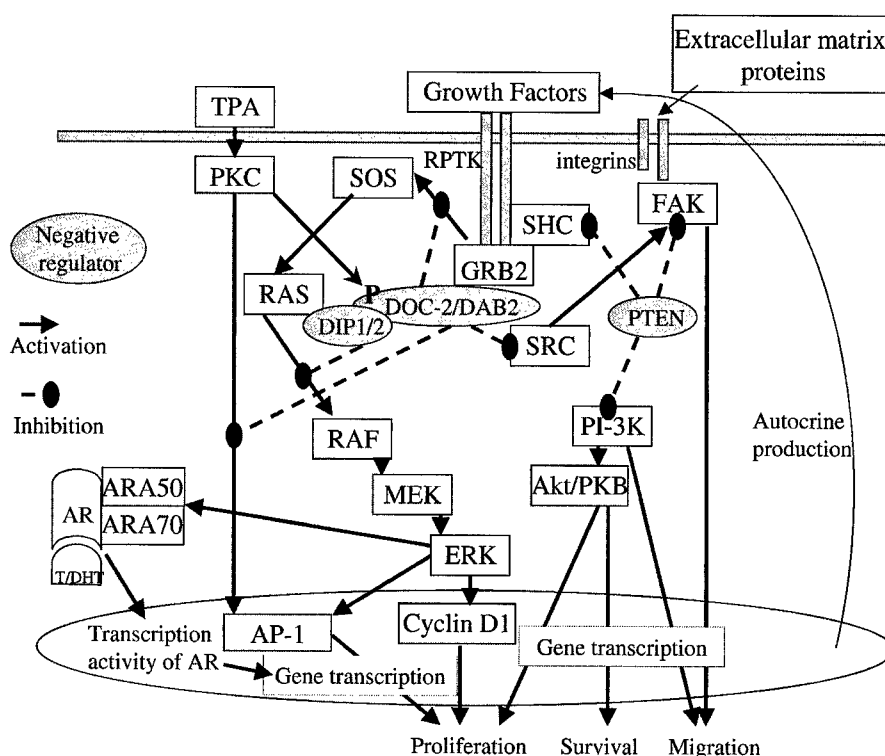 Extracellular matrix
proteins
TPA
Growth Factors
RPTK
integrins
PKC
SOS
FAK
SHC
Negative
regulator
GRB2
RAS
P
DOC-2/DAB2
DIP1/2
PTEN
Activation
SRC
Inhibition
RAF
PI-3K
Autocrine
production
MEK
Akt/PKB
ARA50
AR
ARA70
ERK
T/DHT
Cyclin D1
AP-1
Transcription
activity of AR
Gene transcription
Gene transcription
Proliferation
Survival
Migration